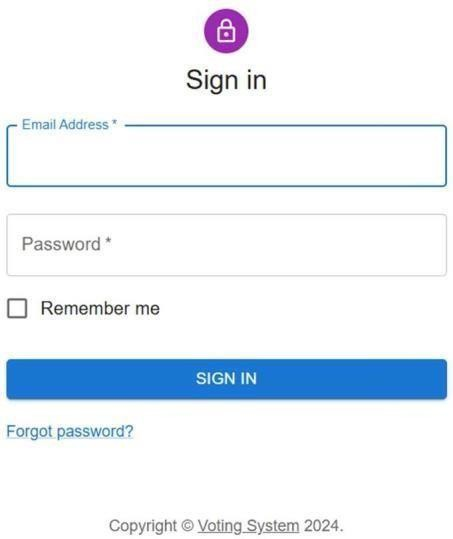 Sign in
Email Address *
Password *
Remember me
SIGN IN
Forgot password?
Copyright © Voting System 2024.